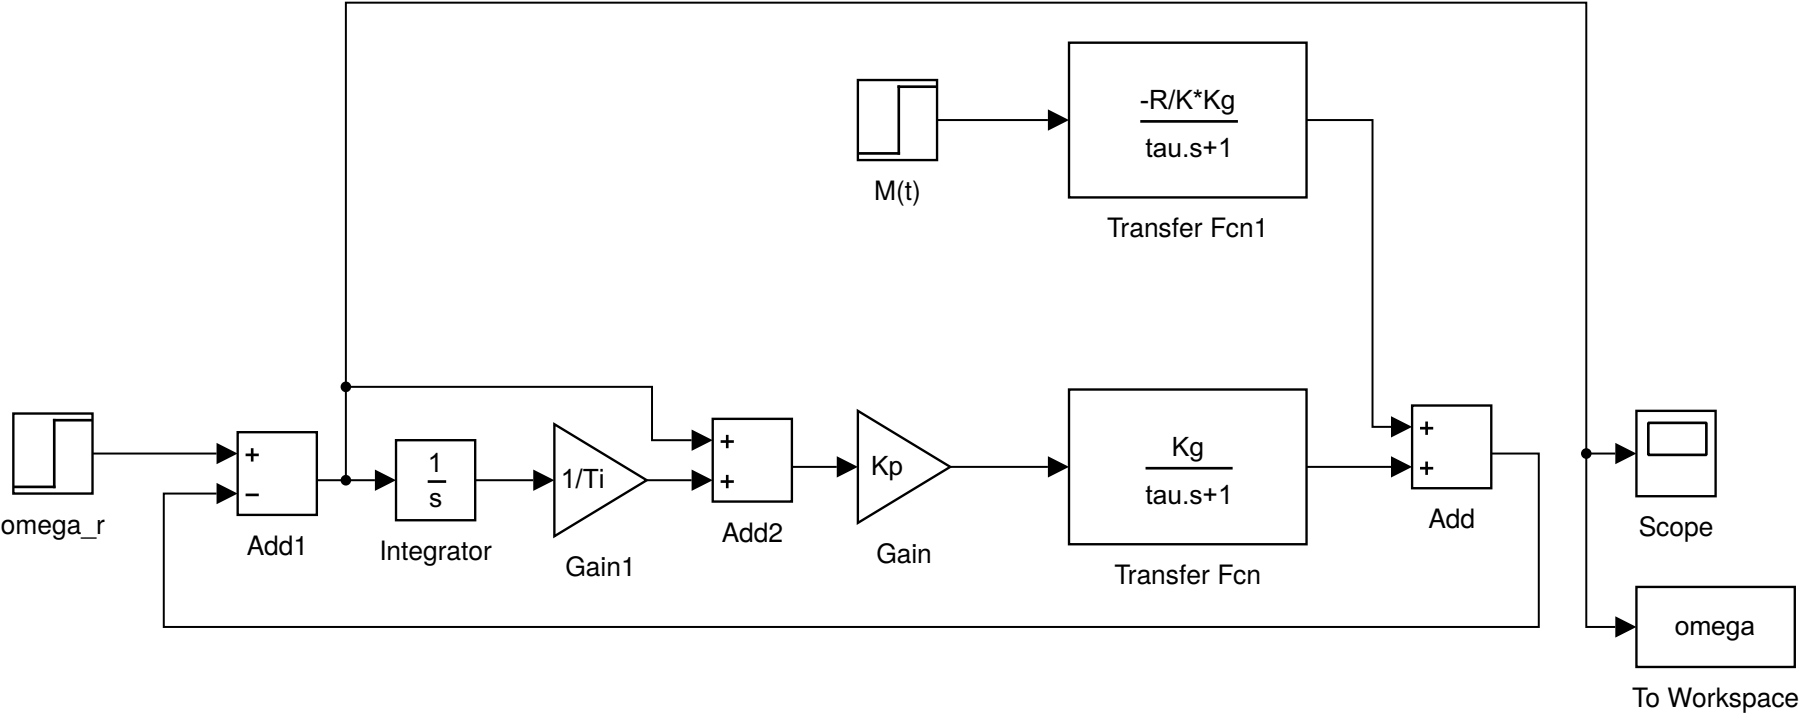 -R/K*Kg
tau.s+1
M(t)
Transfer Fcn1
omega_r
+
−
Add1
1
s
Integrator
1/Ti
Gain1
+
+
Add2
Kp
Gain
Kg
tau.s+1
Transfer Fcn
+
+
Add
Scope
omega
To Workspace